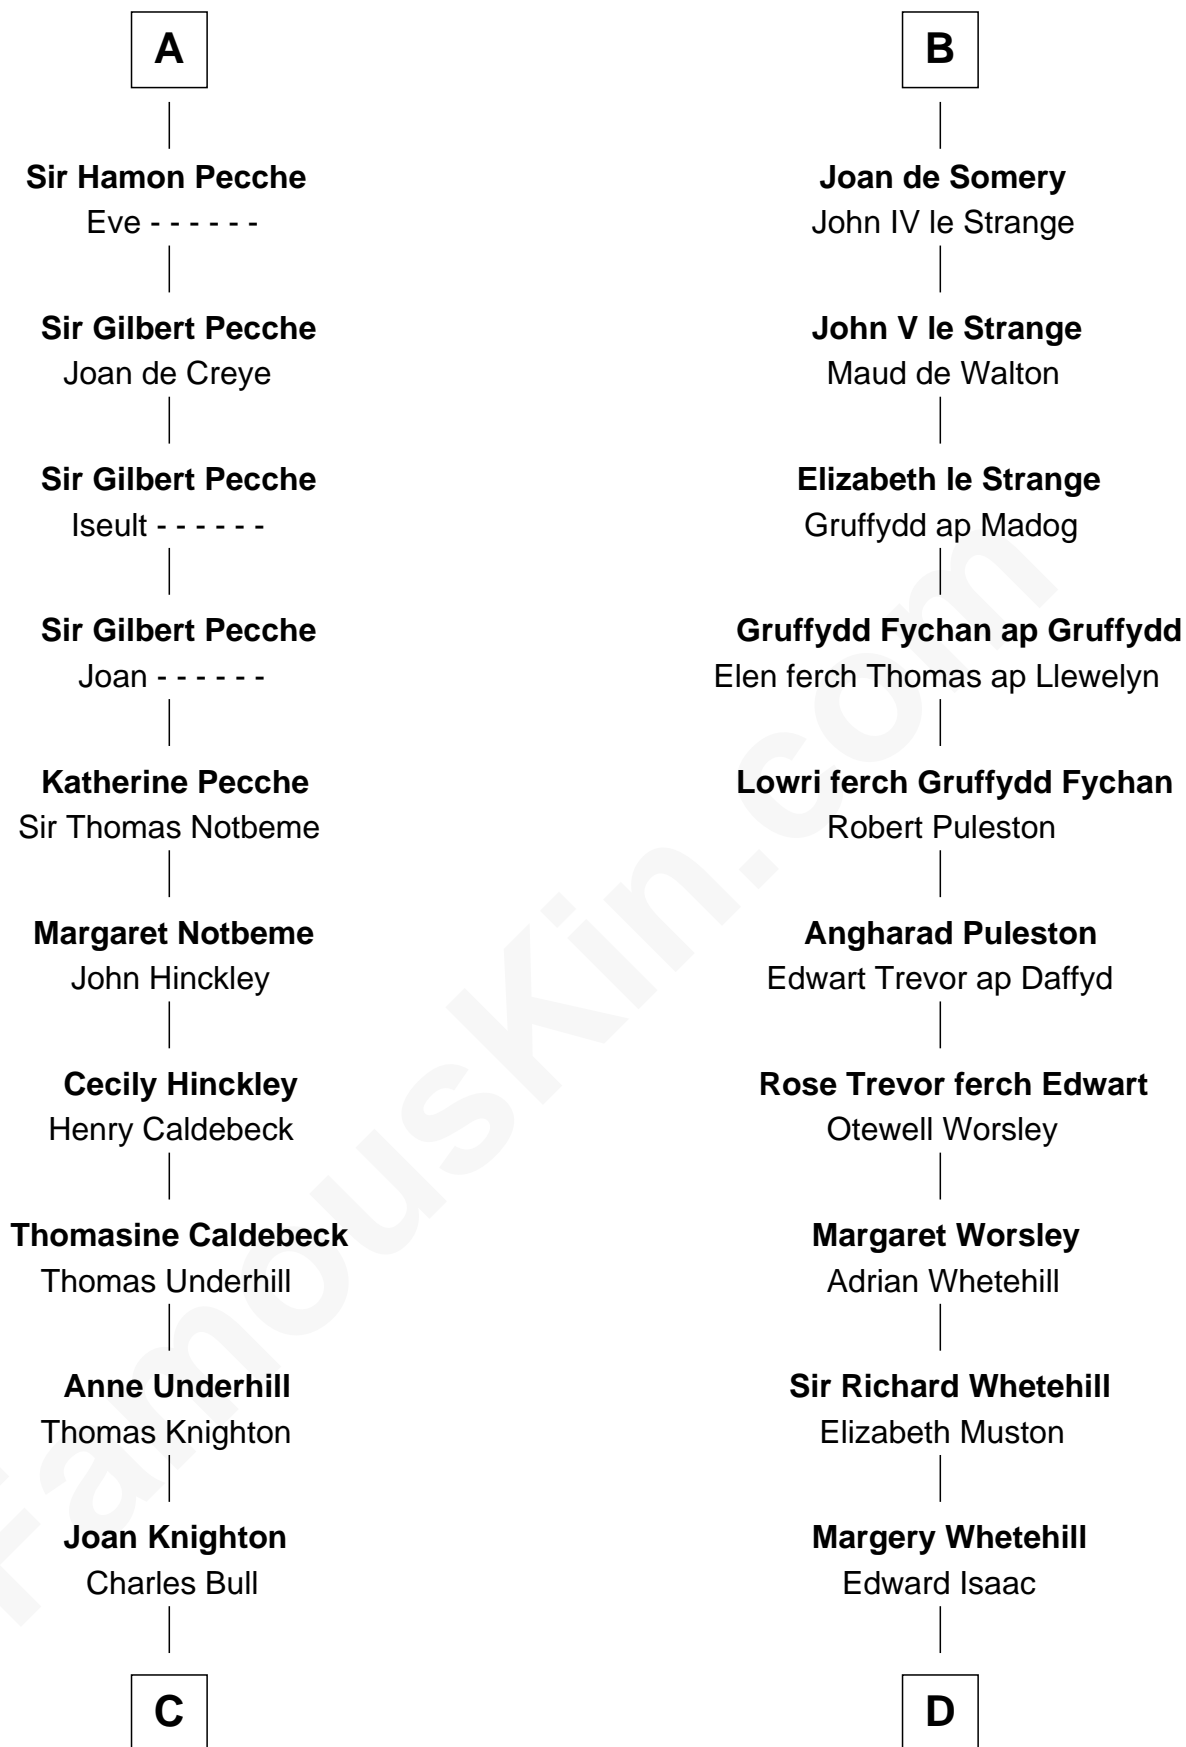 A
Sir Hamon Pecche
Eve - - - - - -
Sir Gilbert Pecche
Joan de Creye
Sir Gilbert Pecche
Iseult - - - - - -
Sir Gilbert Pecche
Joan - - - - - -
Katherine Pecche
Sir Thomas Notbeme
Margaret Notbeme
John Hinckley
Cecily Hinckley
Henry Caldebeck
Thomasine Caldebeck
Thomas Underhill
Anne Underhill
Thomas Knighton
Joan Knighton
Charles Bull
C
B
Joan de Somery
John IV le Strange
John V le Strange
Maud de Walton
Elizabeth le Strange
Gruffydd ap Madog
Gruffydd Fychan ap Gruffydd
Elen ferch Thomas ap Llewelyn
Lowri ferch Gruffydd Fychan
Robert Puleston
Angharad Puleston
Edwart Trevor ap Daffyd
Rose Trevor ferch Edwart
Otewell Worsley
Margaret Worsley
Adrian Whetehill
Sir Richard Whetehill
Elizabeth Muston
Margery Whetehill
Edward Isaac
D
FamousKin.com